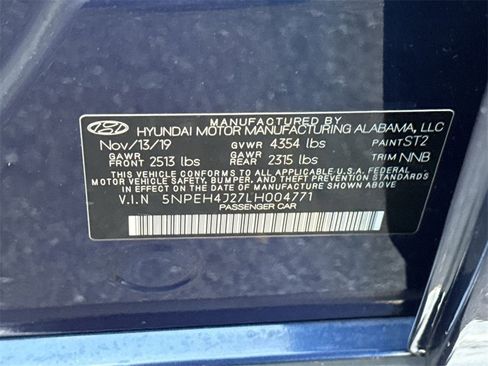 MANUFACTURED BY
HYUNDAI MOTOR MANUFACTURING ALABAMA, LLC
Nov/13/19 GVWR 4354 lbs PAINT ST2
GAWR FRONT 2513 lbs GAWR REAR 2315 lbs TRIM NNB
THIS VEHICLE CONFORMS TO ALL APPLICABLE U.S. FEDERAL
MOTOR VEHICLE SAFETY, BUMPER, AND THEFT PREVENTION
STANDARDS IN EFFECT ON THE DATE OF MANUFACTURE SHOWN ABOVE.
V.I.N 5NPEH4J27LH004771
PASSENGER CAR